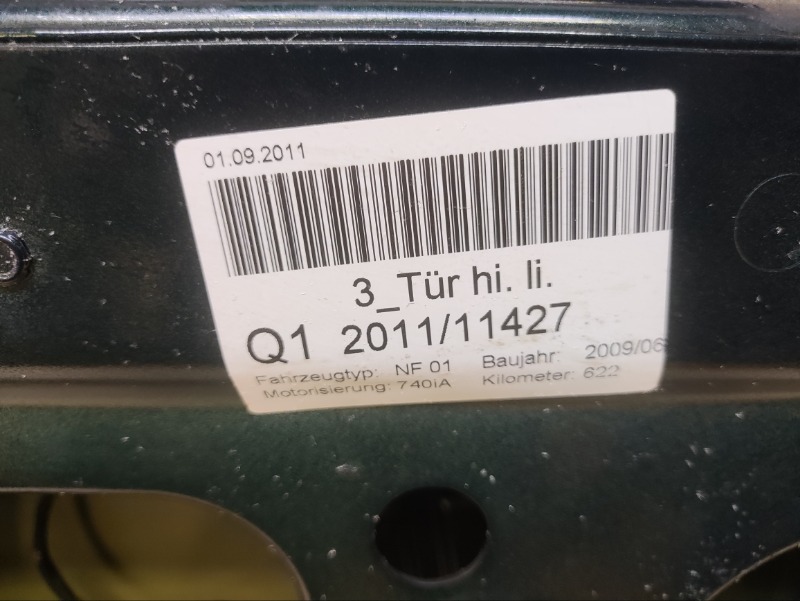 01.09.2011
3_Tür hi. li.
Q1 2011/11427
Fahrzeugtyp: NF 01 Baujahr: 2009/06
Motorisierung: 740iA Kilometer: 622